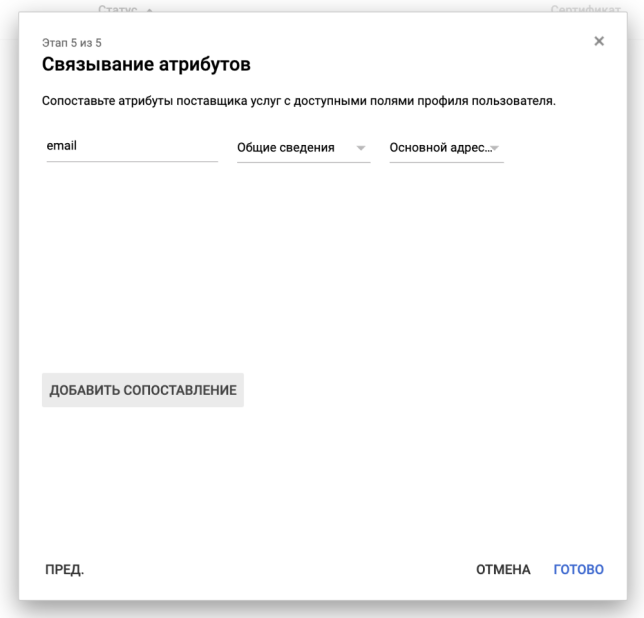 Статус
Сертификат
Этап 5 из 5
Связывание атрибутов
Сопоставьте атрибуты поставщика услуг с доступными полями профиля пользователя.
email
Общие сведения
Основной адрес...
ДОБАВИТЬ СОПОСТАВЛЕНИЕ
ПРЕД.
ОТМЕНА
ГОТОВО